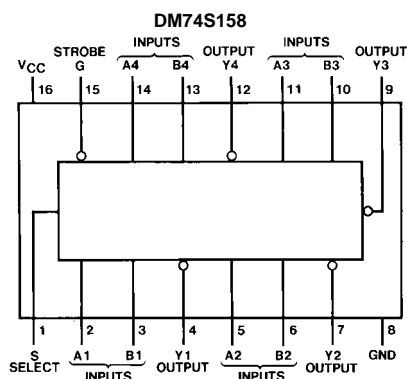 DM74S158
STROBE INPUTS OUTPUT INPUTS OUTPUT
VCC G A4 B4 Y4 A3 B3 Y3
16 15 14 13 12 11 10 9
1 2 3 4 5 6 7 8
S A1 B1 Y1 A2 B2 Y2 GND
SELECT INPUTS OUTPUT INPUTS OUTPUT